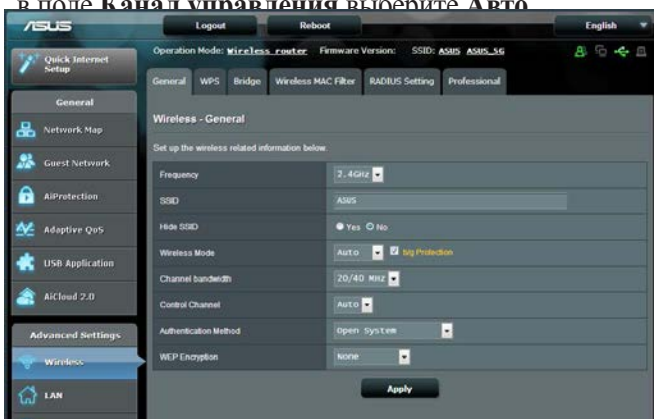 в поле Канал управления выберите Авто
ASUS Logout Reboot English
Quick Internet Setup
Operation Mode: Wireless router Firmware Version: SSID: ASUS ASUS_5G
General WPS Bridge Wireless MAC Filter RADIUS Setting Professional
General
Network Map
Guest Network
AiProtection
Adaptive QoS
USB Application
AiCloud 2.0
Advanced Settings
Wireless
LAN
Wireless - General
Set up the wireless related information below.
Frequency 2.4GHz
SSID ASUS
Hide SSID Yes No
Wireless Mode Auto b/g Protection
Channel bandwidth 20/40 MHz
Control Channel Auto
Authentication Method Open System
WEP Encryption None
Apply